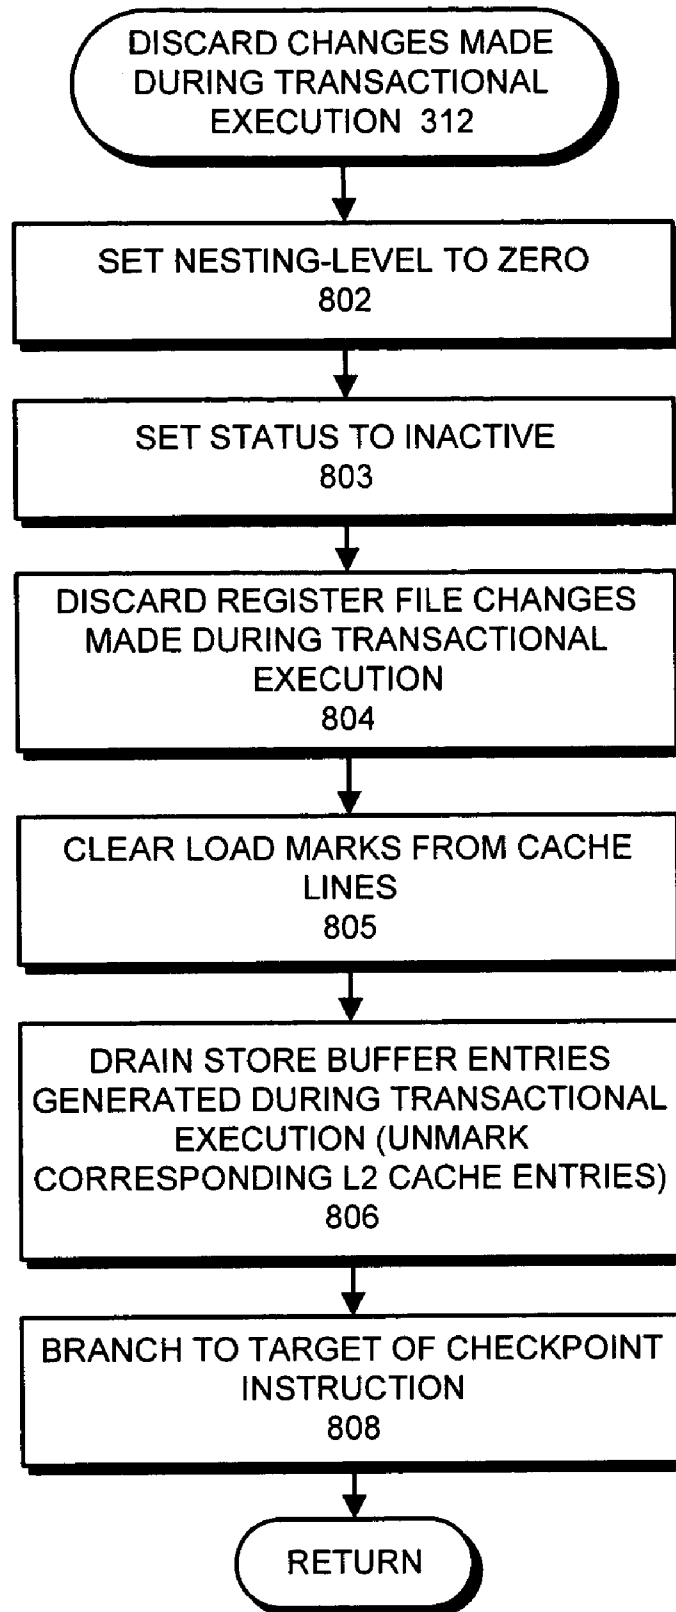 DISCARD CHANGES MADE
DURING TRANSACTIONAL
EXECUTION 312
SET NESTING-LEVEL TO ZERO
802
SET STATUS TO INACTIVE
803
DISCARD REGISTER FILE CHANGES
MADE DURING TRANSACTIONAL
EXECUTION
804
CLEAR LOAD MARKS FROM CACHE
LINES
805
DRAIN STORE BUFFER ENTRIES
GENERATED DURING TRANSACTIONAL
EXECUTION (UNMARK
CORRESPONDING L2 CACHE ENTRIES)
806
BRANCH TO TARGET OF CHECKPOINT
INSTRUCTION
808
RETURN